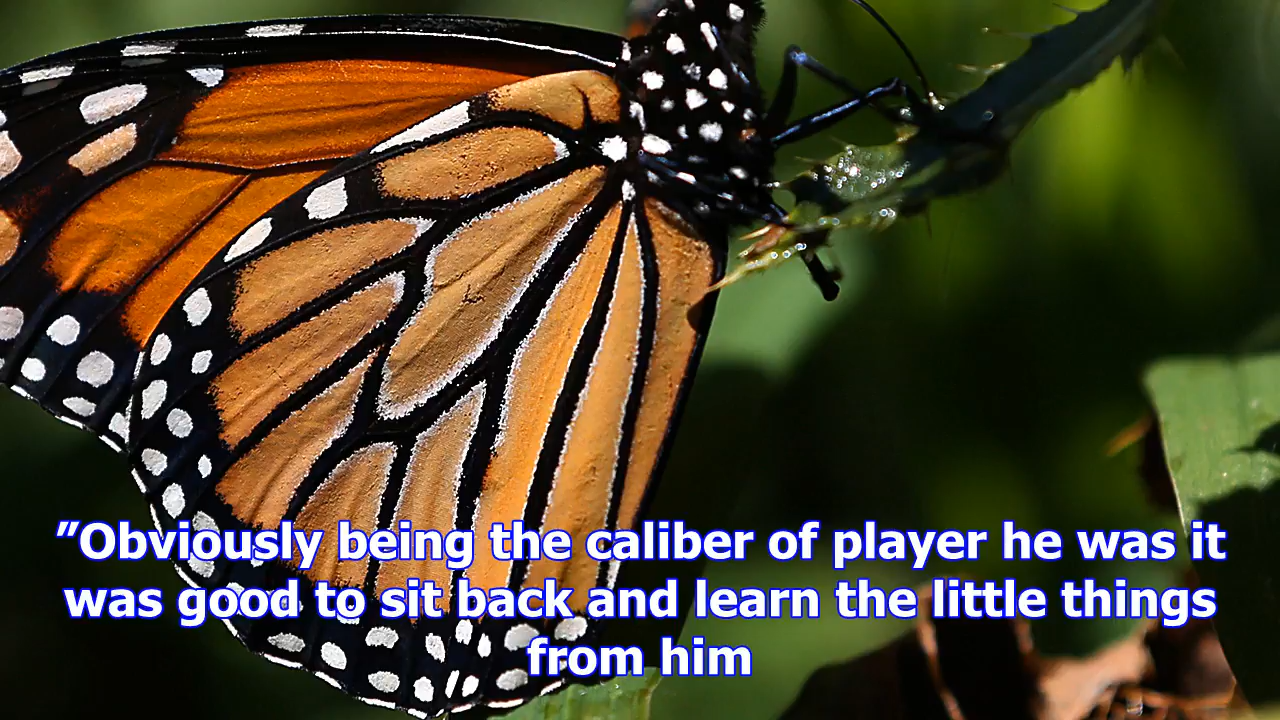 ”Obviously being the caliber of player he was it
was good to sit back and learn the little things
from him